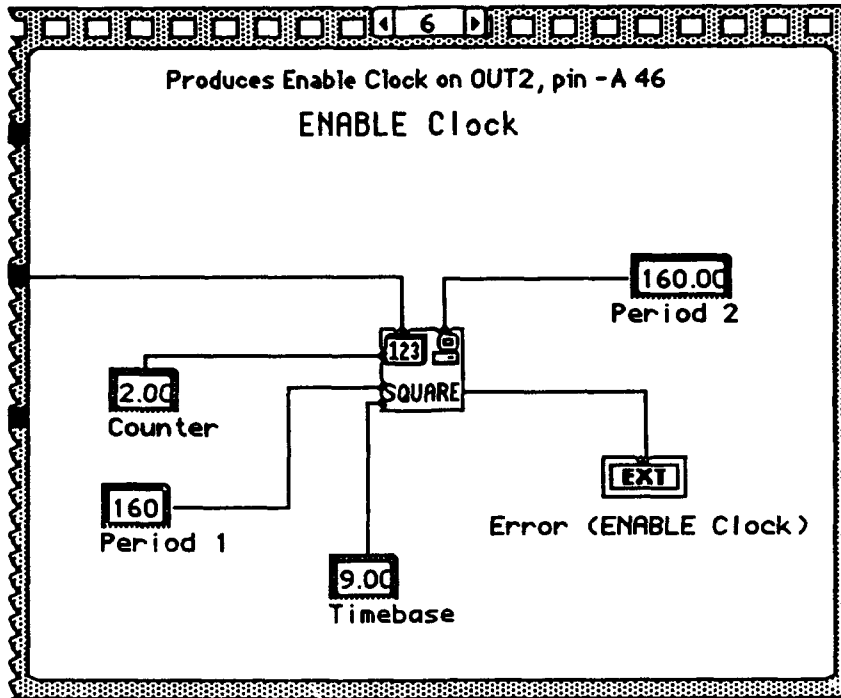 6
Produces Enable Clock on OUT2, pin -A 46
ENABLE Clock
160.00
Period 2
123
SQUARE
2.00
Counter
EXT
160
Period 1
Error (ENABLE Clock)
9.00
Timebase